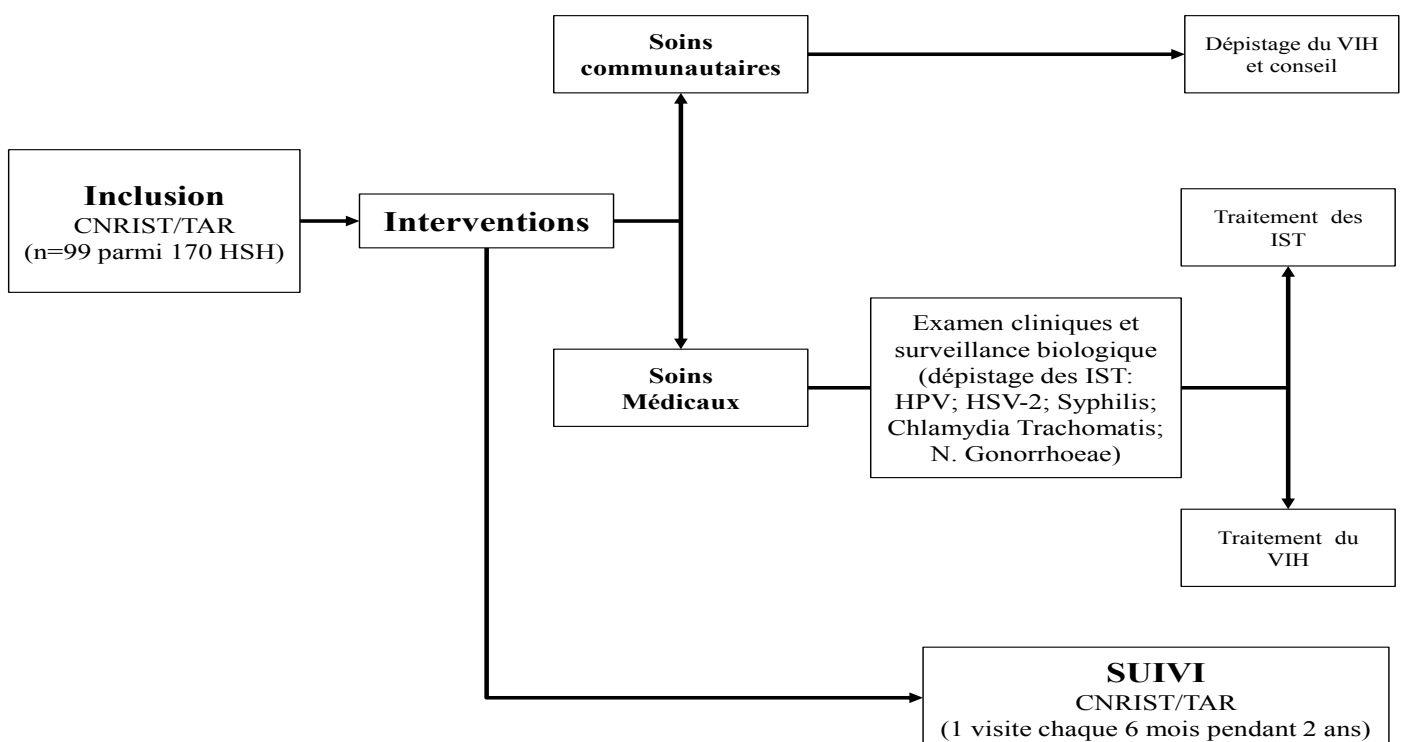 Soins
communautaires
Dépistage du VIH
et conseil
Inclusion
CNRIST/TAR
(n=99 parmi 170 HSH)
Interventions
Traitement des
IST
Soins
Médicaux
Examen cliniques et
surveillance biologique
(dépistage des IST:
HPV; HSV-2; Syphilis;
Chlamydia Trachomatis;
N. Gonorrhoeae)
Traitement du
VIH
SUIVI
CNRIST/TAR
(1 visite chaque 6 mois pendant 2 ans)